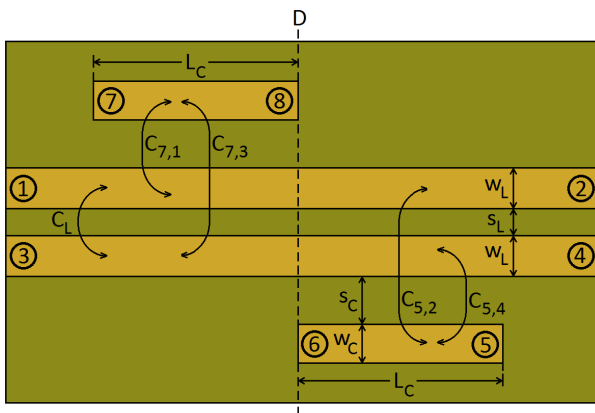 D
L_C
⑦ ⑧
C_7,1 C_7,3
① w_L ②
C_L s_L
③ w_L ④
s_C C_5,2 C_5,4
⑥ w_C ⑤
L_C